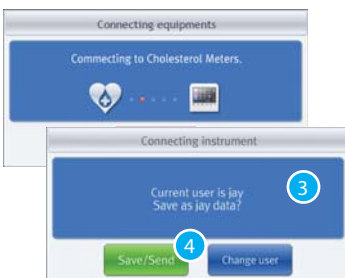 Connecting equipments
Commecting to Cholesterol Meters.
Connecting instrument
Current user is jay
Save as jay data?
3
4
Save/Send
Change user